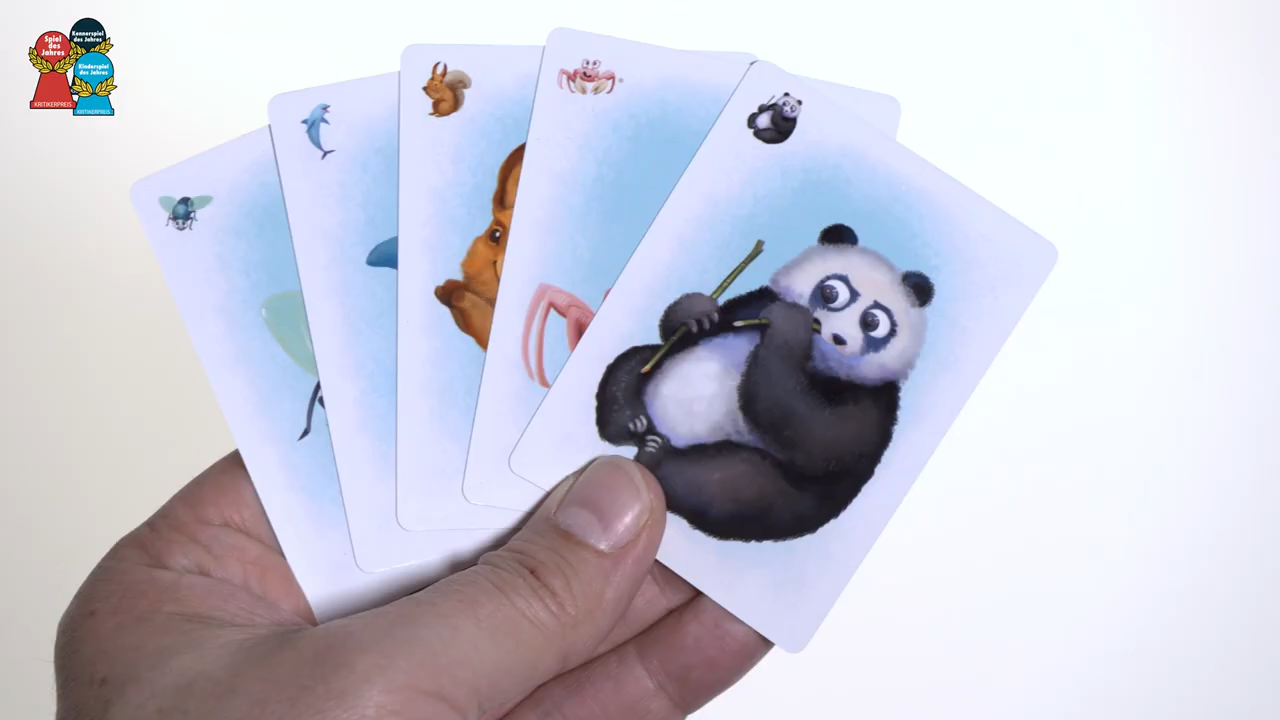 Spiel
des
Jahres
KRITIKERPREIS
Kennerspiel
des Jahres
Kinderspiel
des Jahres
KRITIKERPREIS